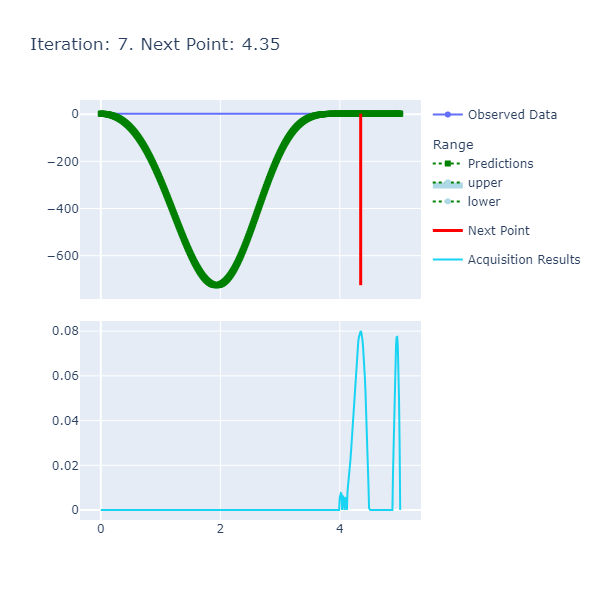 Iteration: 7. Next Point: 4.35
0
−200
−400
−600
Observed Data
Range
Predictions
upper
lower
Next Point
Acquisition Results
0.08
0.06
0.04
0.02
0
0 2 4